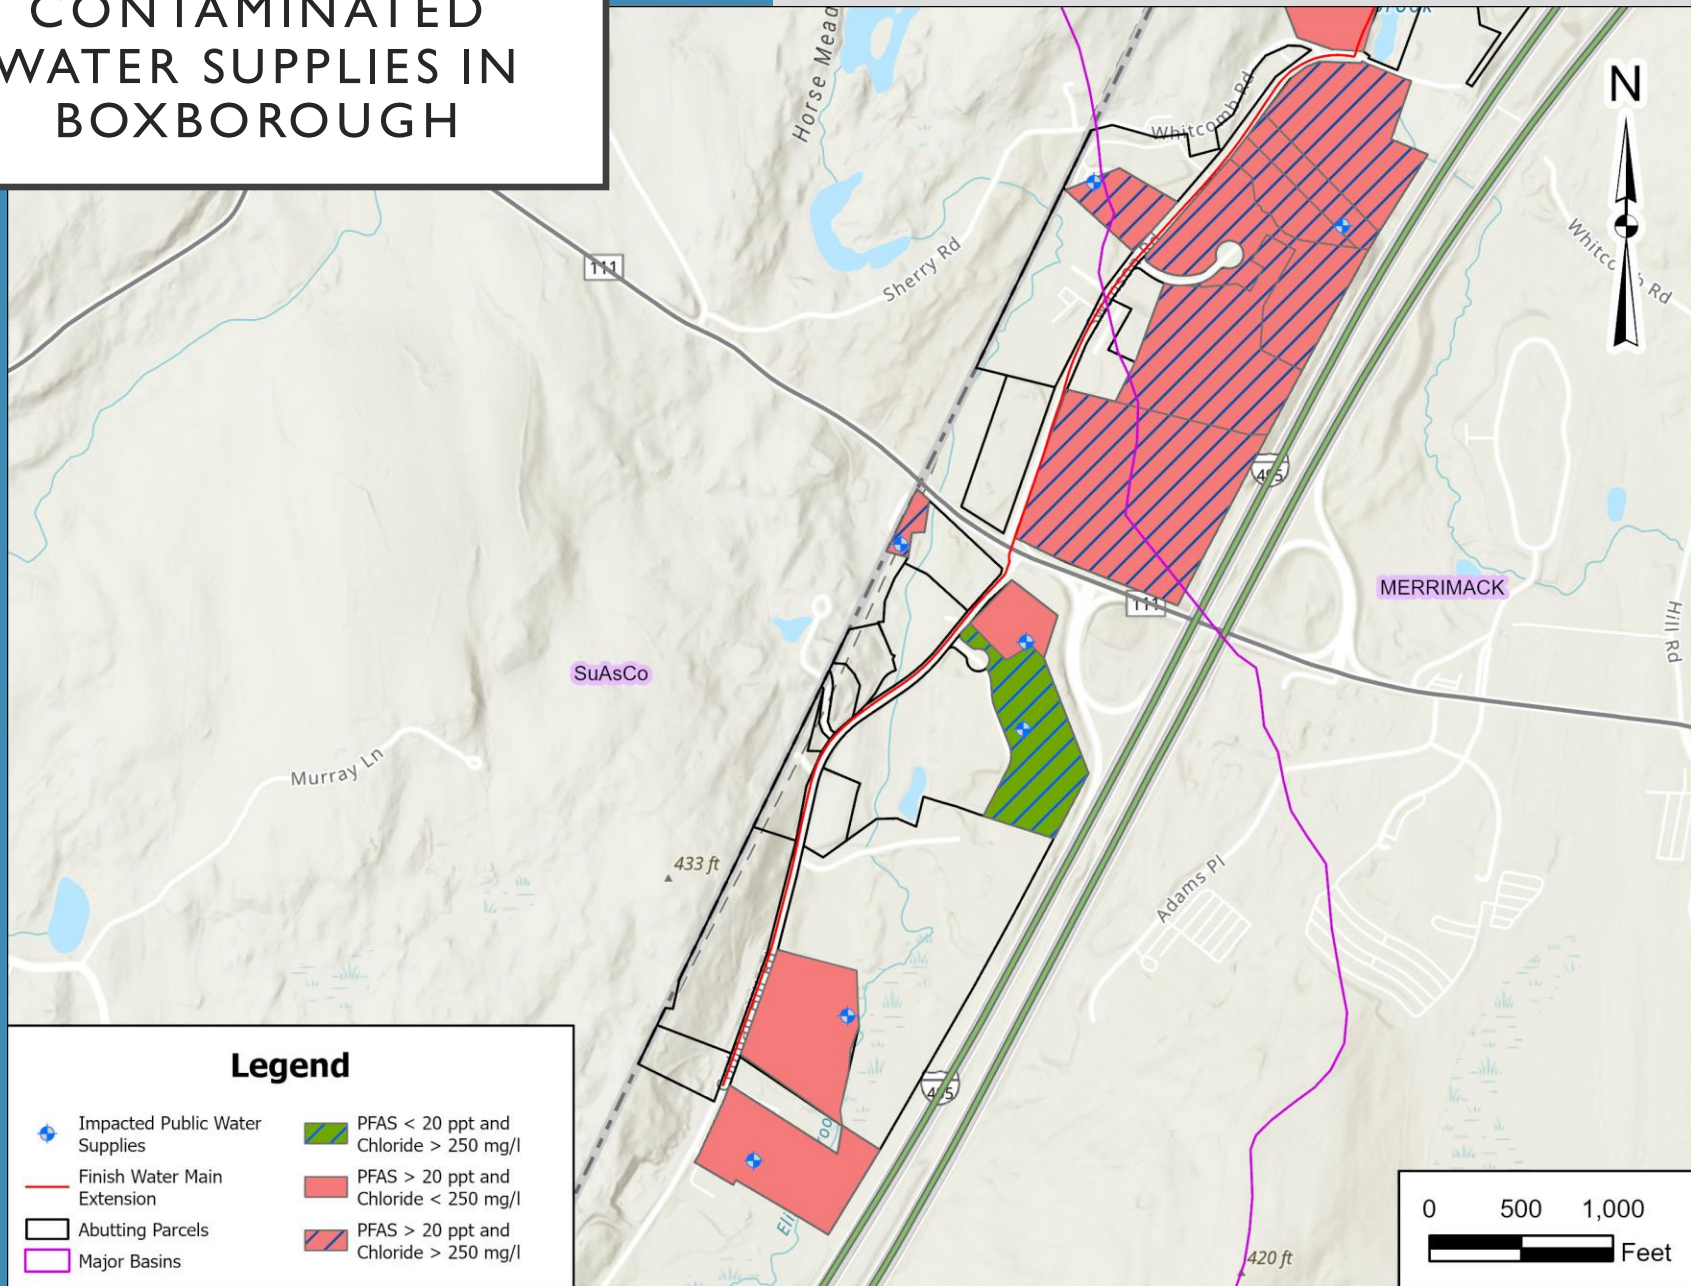 CONTAMINATED
WATER SUPPLIES IN
BOXBOROUGH
Horse Mead
N
Whitcomb Rd
111
Sherry Rd
Whitcomb Rd
495
MERRIMACK
111
SuAsCo
Hill Rd
Murray Ln
433 ft
Adams Pl
495
420 ft
Legend
Impacted Public Water
Supplies
Finish Water Main
Extension
Abutting Parcels
Major Basins
PFAS < 20 ppt and
Chloride > 250 mg/l
PFAS > 20 ppt and
Chloride < 250 mg/l
PFAS > 20 ppt and
Chloride > 250 mg/l
0 500 1,000
Feet